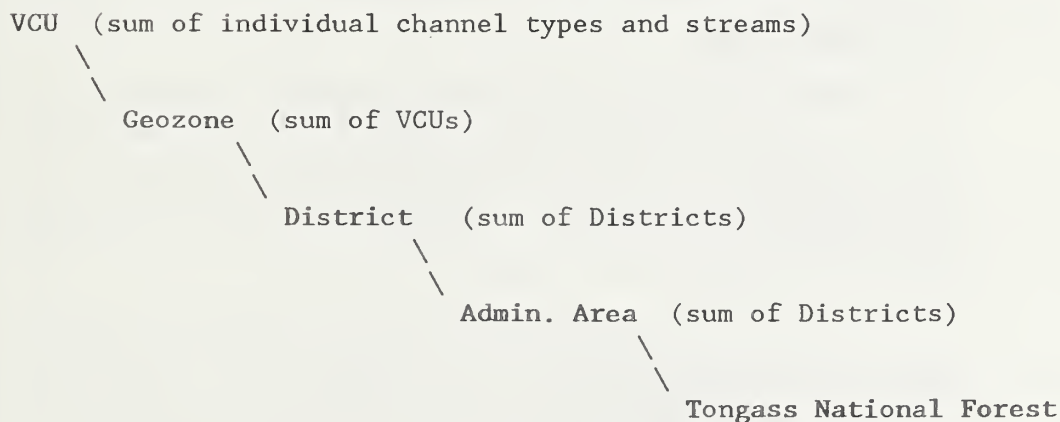 VCU (sum of individual channel types and streams)
Geozone (sum of VCUs)
District (sum of Districts)
Admin. Area (sum of Districts)
Tongass National Forest